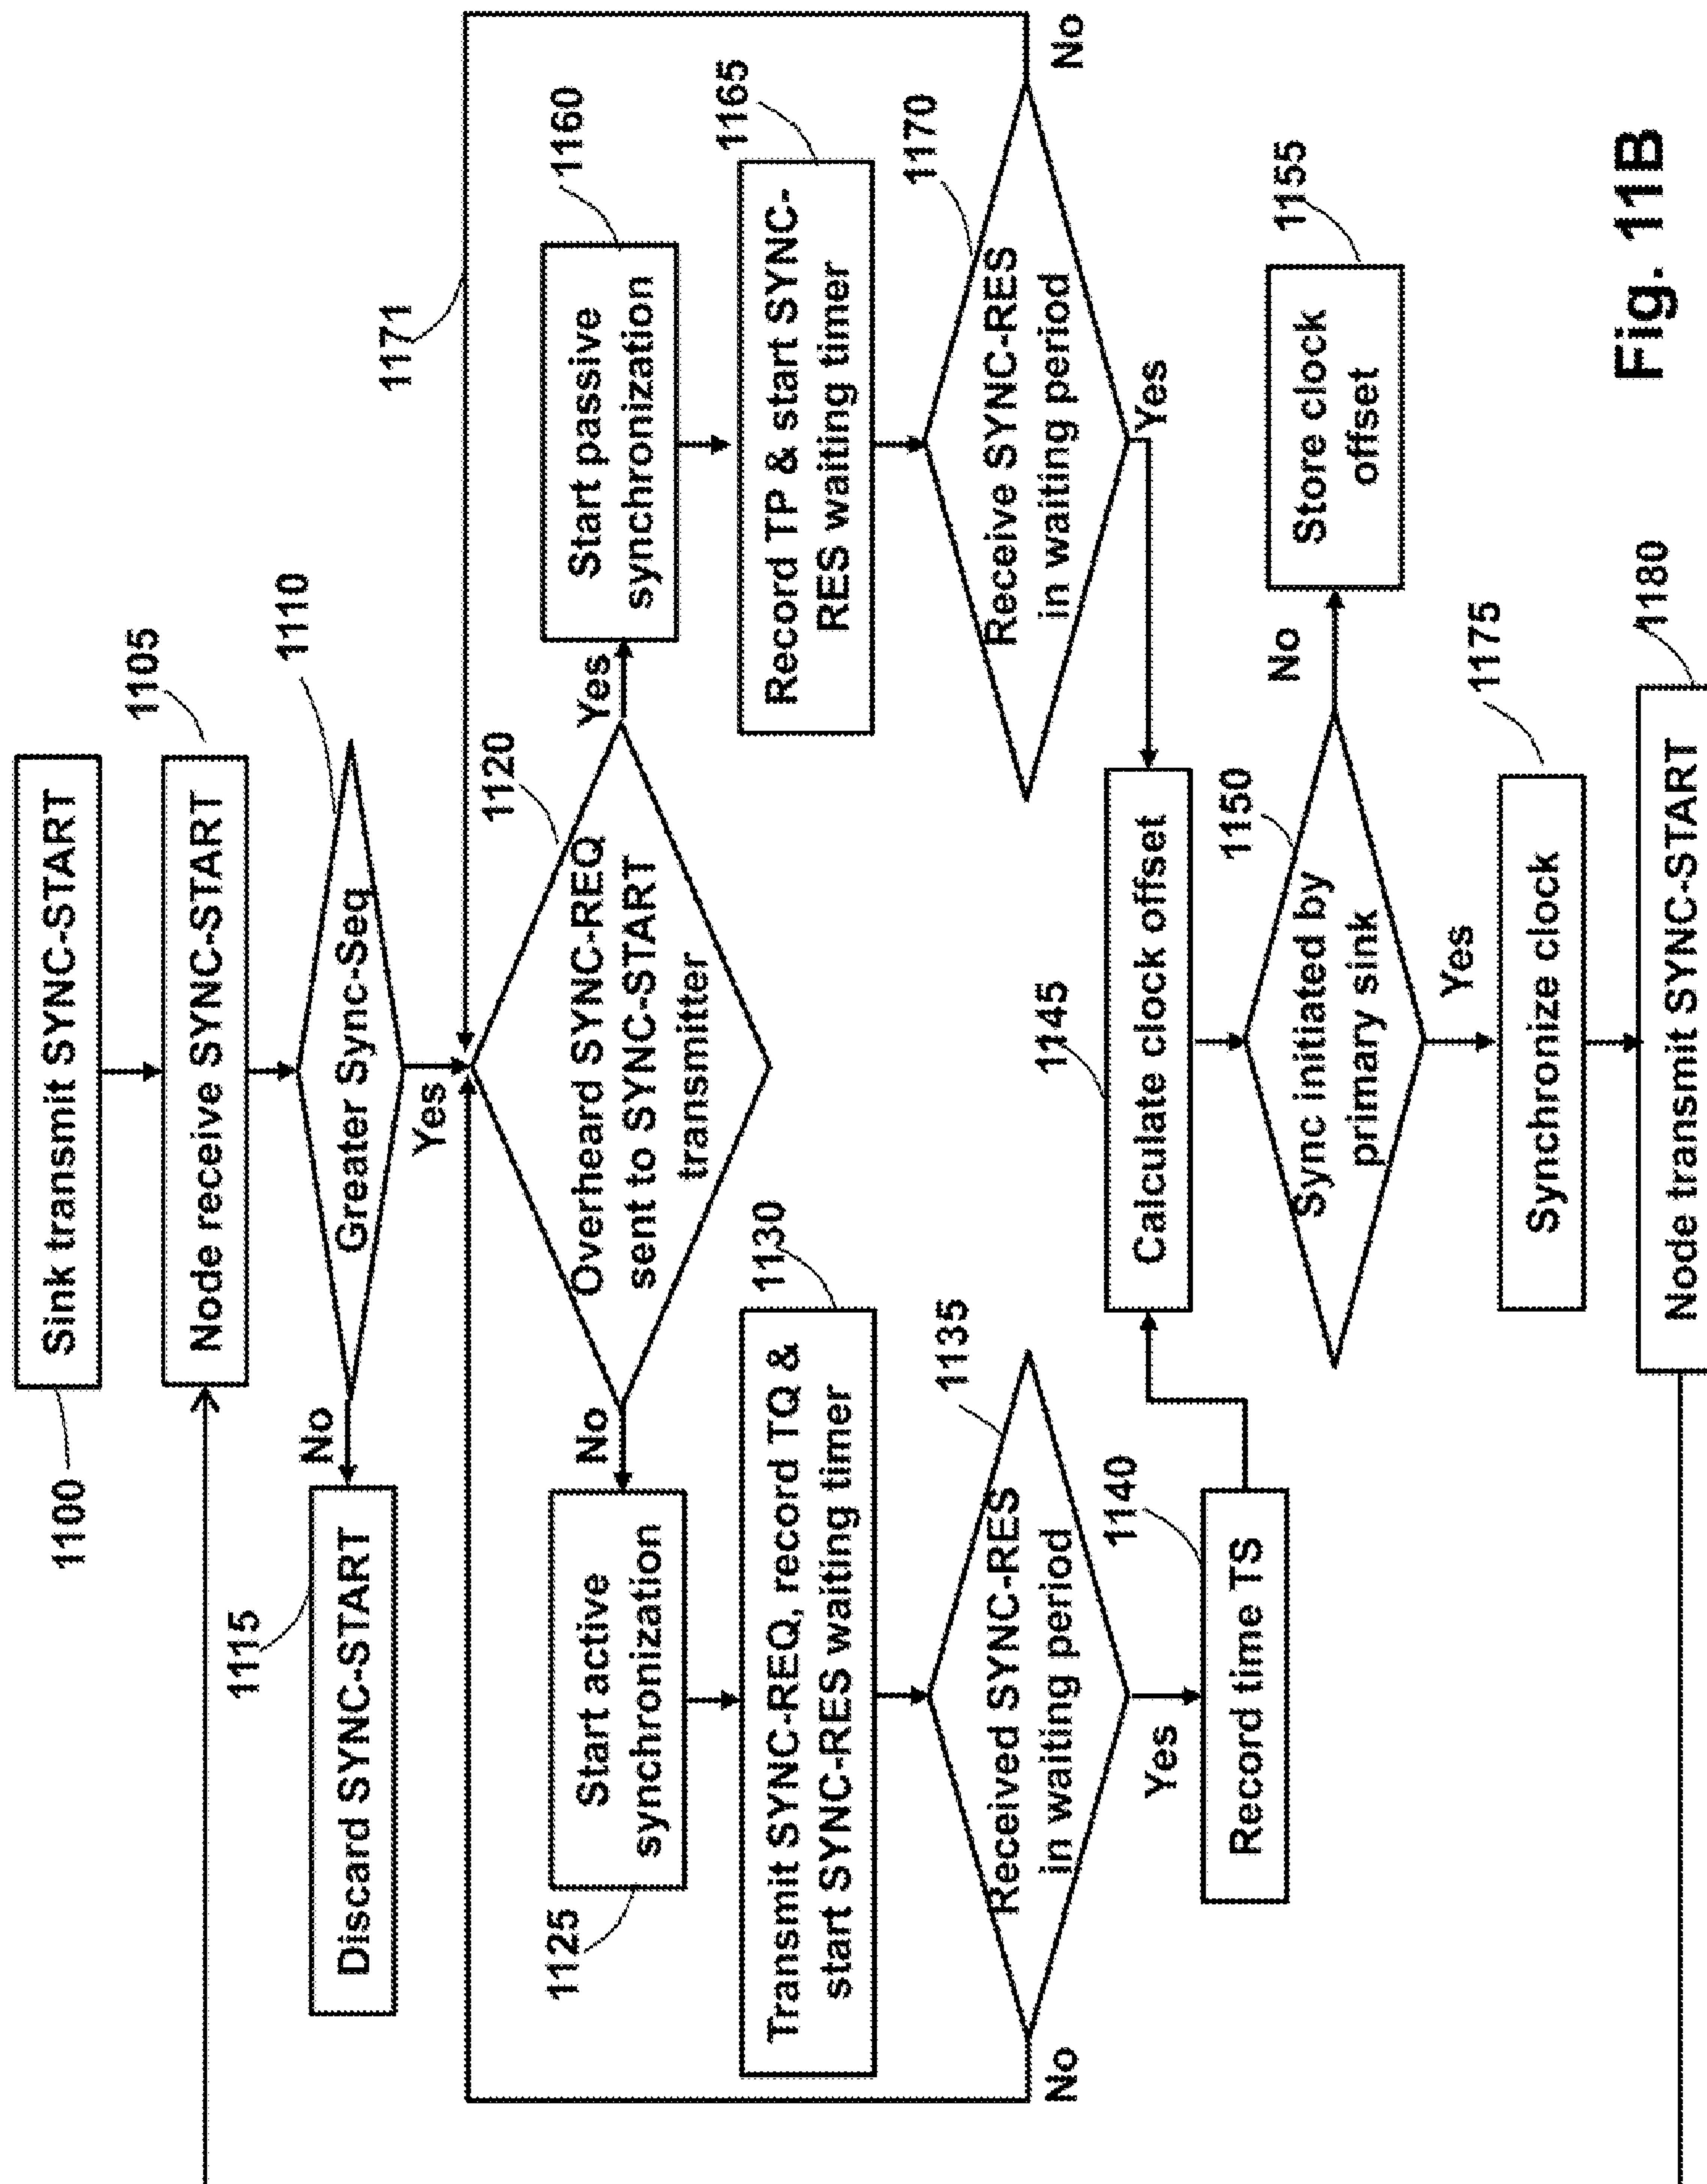 Sink transmit SYNC-START
1100
Node receive SYNC-START
1105
Greater Sync-Seq
1110
No
Yes
Discard SYNC-START
1115
1171
Overheard SYNC-REQ
sent to SYNC-START
transmitter
1120
No
Yes
Start active
synchronization
1125
Start passive
synchronization
1160
Transmit SYNC-REQ, record TQ &
start SYNC-RES waiting timer
1130
Record TP & start SYNC-
RES waiting timer
1165
Received SYNC-RES
in waiting period
1135
No
Yes
Receive SYNC-RES
in waiting period
1170
No
Yes
Record time TS
1140
Calculate clock offset
1145
Sync initiated by
primary sink
1150
No
Yes
Store clock
offset
1155
Synchronize clock
1175
Node transmit SYNC-START
1180
Fig. 11B